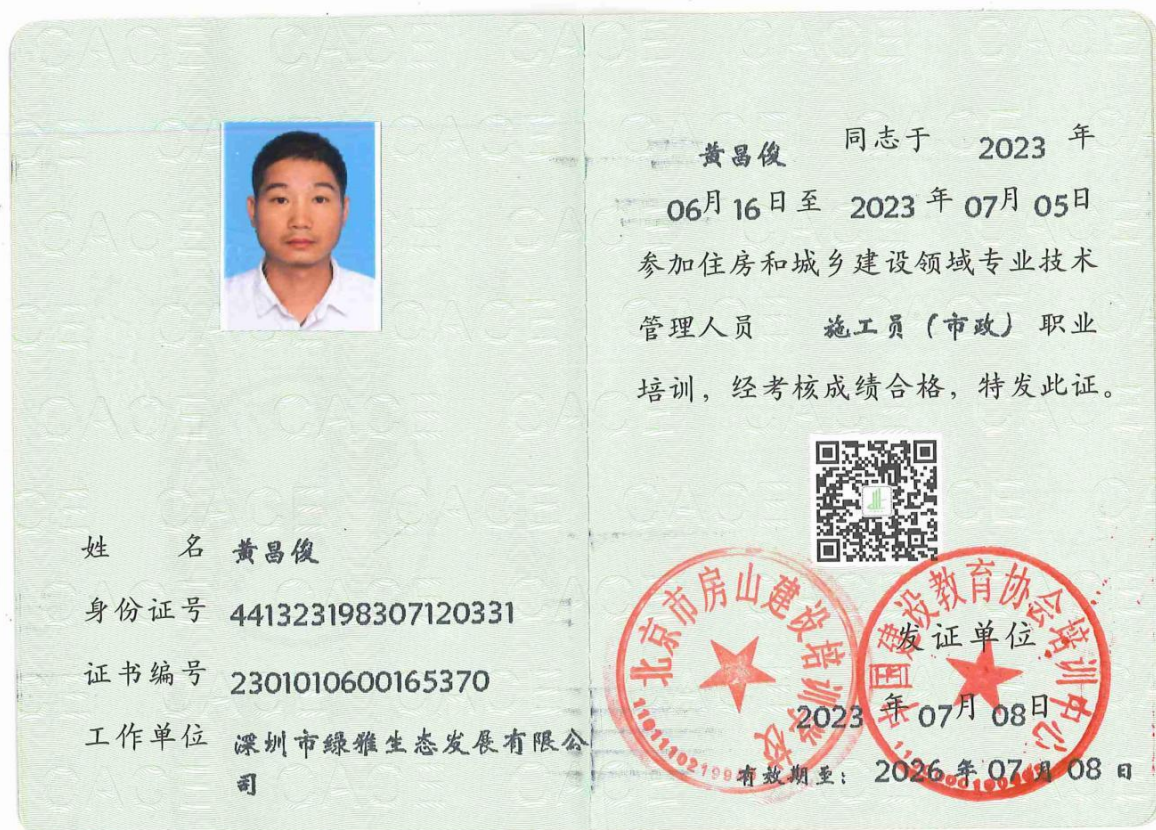 姓 名 黄昌俊
身份证号 441323198307120331
证书编号 2301010600165370
工作单位 深圳市绿雅生态发展有限公
司
黄昌俊 同志于 2023 年
06月 16 日至 2023 年 07月 05日
参加住房和城乡建设领域专业技术
管理人员 施工员（市政） 职业
培训，经考核成绩合格，特发此证。
北京市房山建设培训学校
中国建设教育协会培训中心
发证单位
2023 年 07月 08日
有效期至： 2026 年 07 月 08 日
CACE